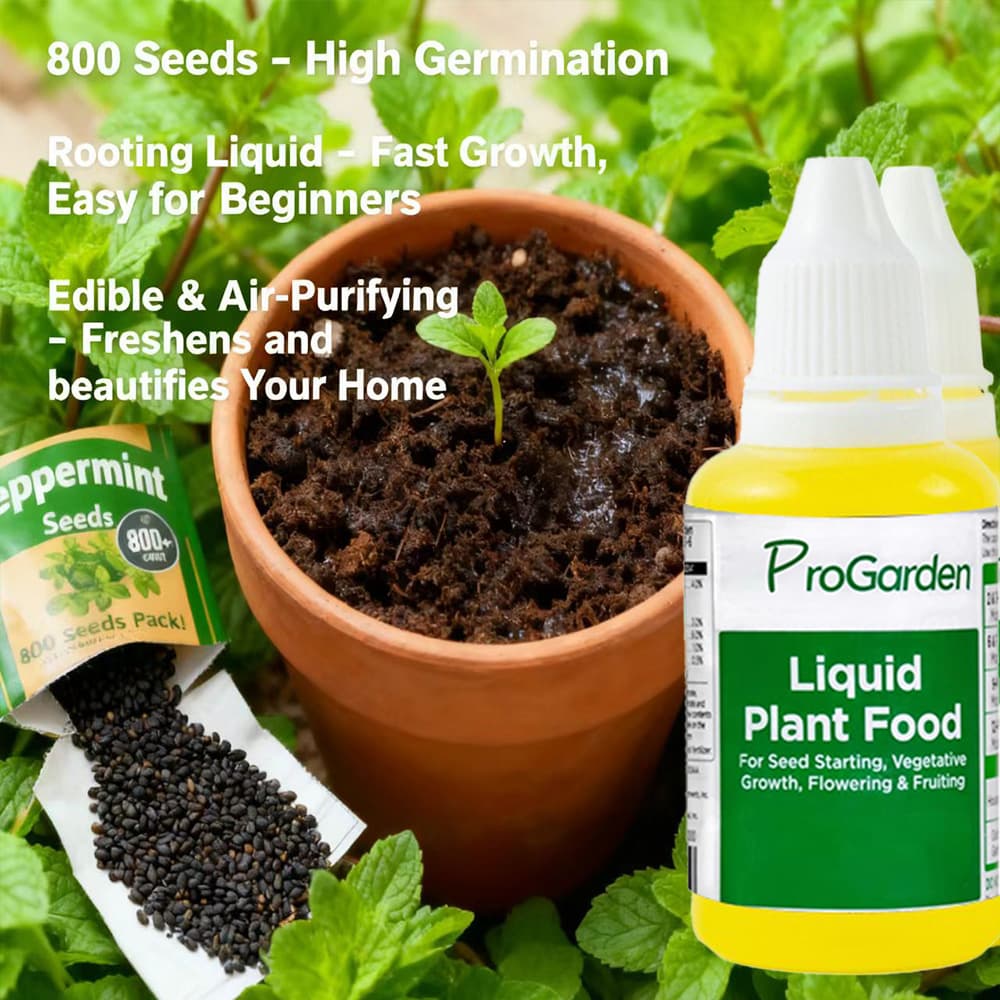 800 Seeds – High Germination
Rooting Liquid – Fast Growth,
Easy for Beginners
Edible & Air-Purifying
– Freshens and
beautifies Your Home
eppermint
Seeds
800+
800 Seeds Pack!
ProGarden
Liquid
Plant Food
For Seed Starting, Vegetative
Growth, Flowering & Fruiting